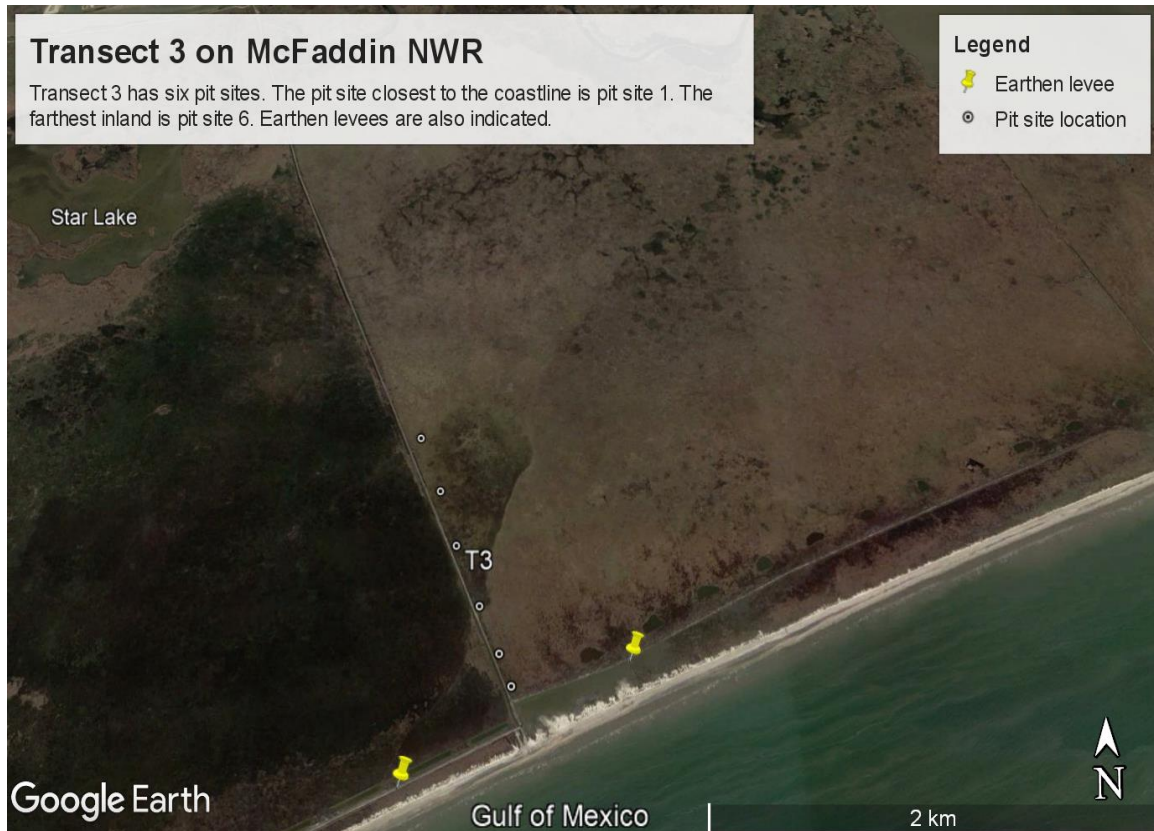 Transect 3 on McFaddin NWR
Transect 3 has six pit sites. The pit site closest to the coastline is pit site 1. The
farthest inland is pit site 6. Earthen levees are also indicated.
Legend
Earthen levee
Pit site location
Star Lake
T3
N
Google Earth
Gulf of Mexico
2 km